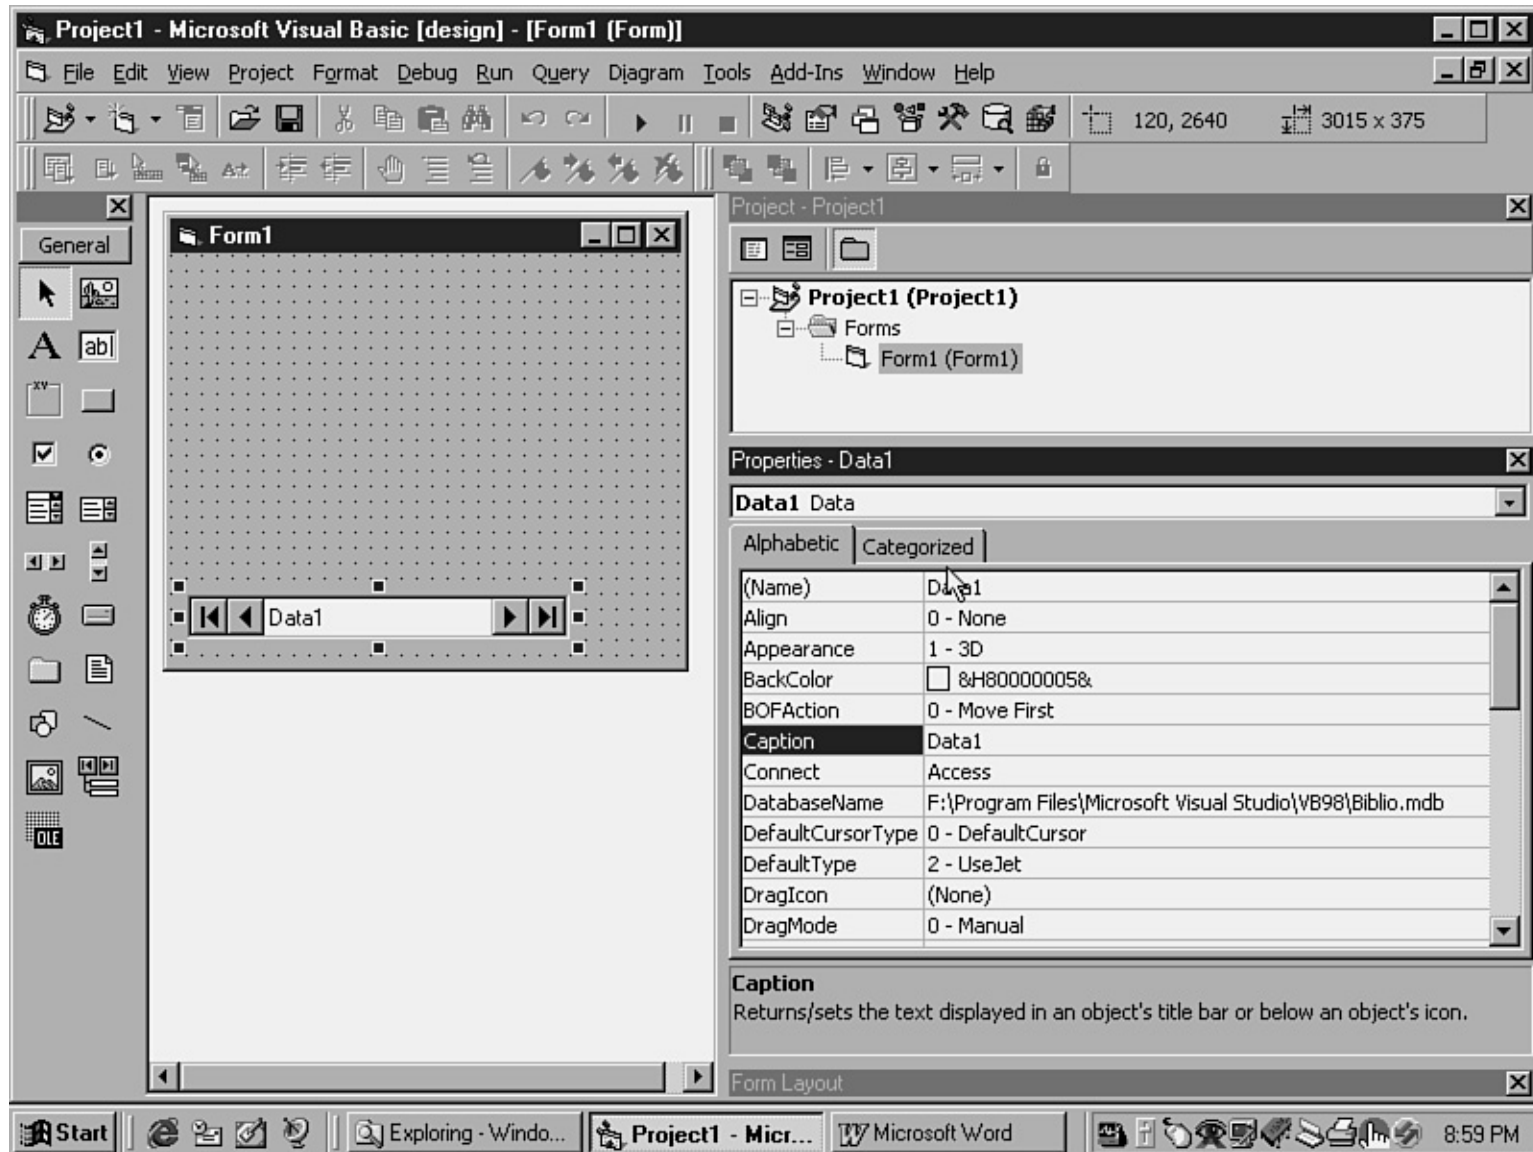 Project1 - Microsoft Visual Basic [design] - [Form1 (Form)]
File Edit View Project Format Debug Run Query Diagram Tools Add-Ins Window Help
120, 2640 3015 x 375
General
A
ab
xv
OLE
Form1
Data1
Project - Project1
Project1 (Project1)
Forms
Form1 (Form1)
Properties - Data1
Data1 Data
Alphabetic Categorized
(Name) Data1
Align 0 - None
Appearance 1 - 3D
BackColor &H80000005&
BOFAction 0 - Move First
Caption Data1
Connect Access
DatabaseName F:\Program Files\Microsoft Visual Studio\VB98\Biblio.mdb
DefaultCursorType 0 - DefaultCursor
DefaultType 2 - UseJet
DragIcon (None)
DragMode 0 - Manual
Caption
Returns/sets the text displayed in an object's title bar or below an object's icon.
Form Layout
Start Exploring - Windo... Project1 - Micr... Microsoft Word 8:59 PM